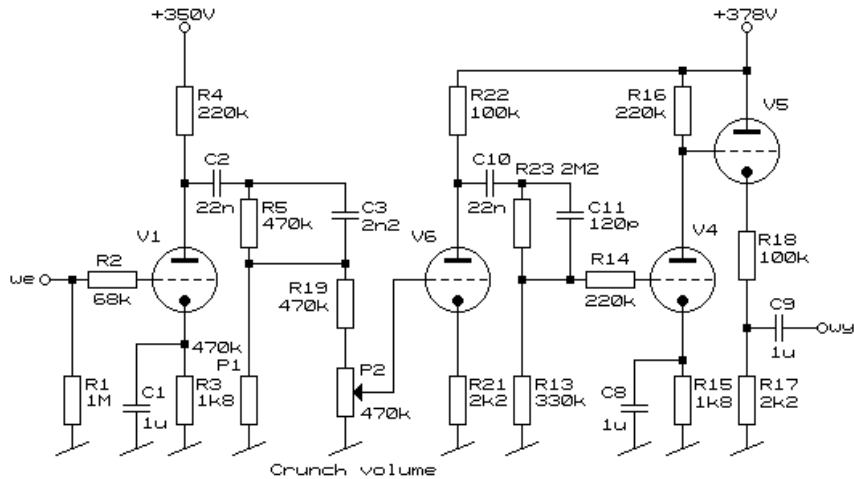 +350V
+378V
R4
220k
R22
100k
R16
220k
V5
C2
22n
R5
470k
C3
2n2
C10
22n
R23 2M2
C11
120p
V1
V6
V4
R2
68k
we
R19
470k
R14
220k
R18
100k
C9
1u
wy
470k
P1
P2
470k
R1
1M
C1
1u
R3
1k8
R21
2k2
R13
330k
C8
1u
R15
1k8
R17
2k2
Crunch volume